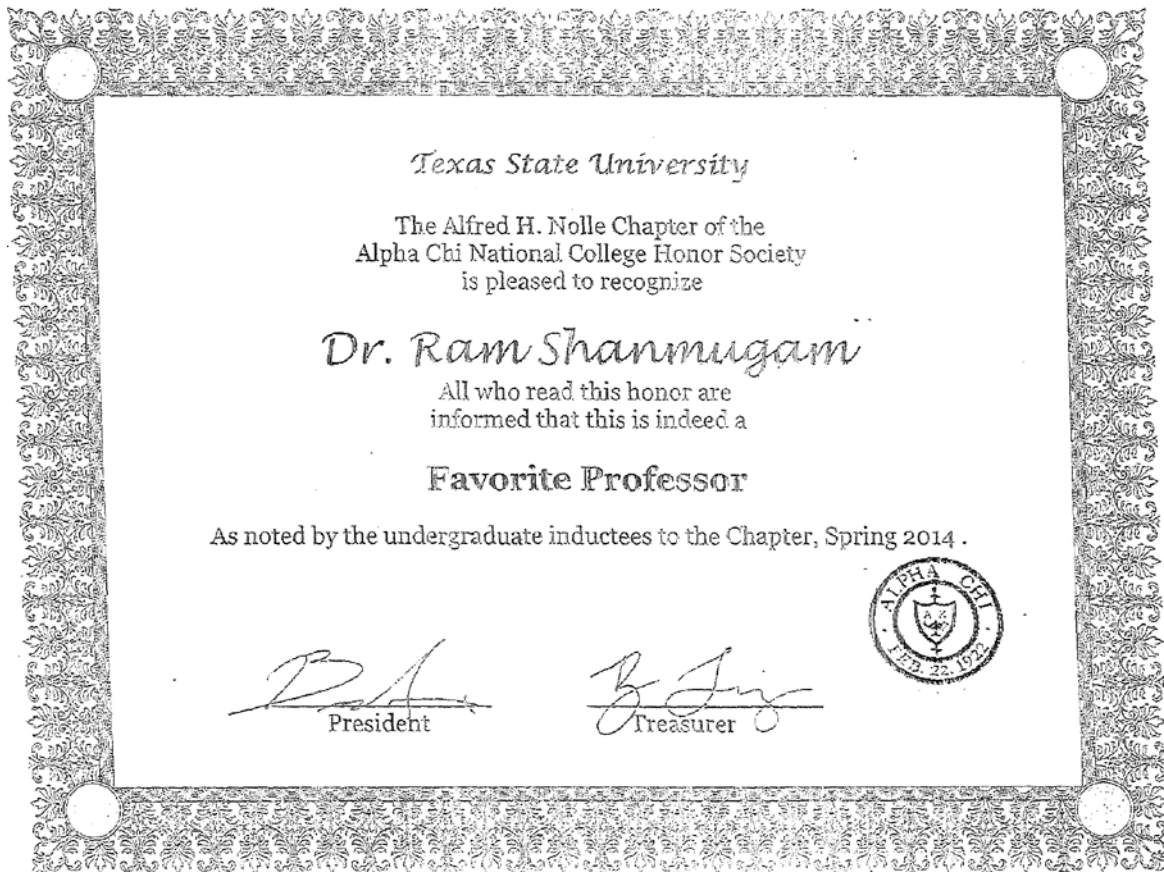 Texas State University
The Alfred H. Nolle Chapter of the
Alpha Chi National College Honor Society
is pleased to recognize
Dr. Ram Shanmugam
All who read this honor are
informed that this is indeed a
Favorite Professor
As noted by the undergraduate inductees to the Chapter, Spring 2014 .
ALPHA CHI
A X
FEB. 22, 1922
President
Treasurer